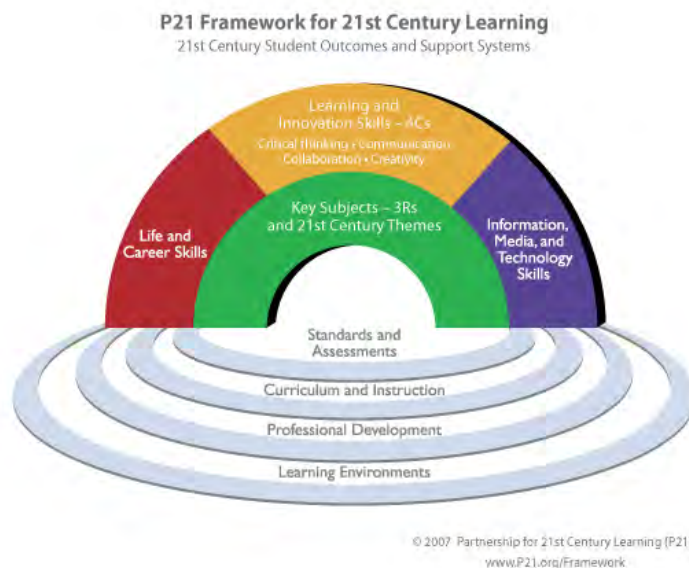 P21 Framework for 21st Century Learning
21st Century Student Outcomes and Support Systems
Learning and
Innovation Skills – 4Cs
Critical thinking • Communication
Collaboration • Creativity
Key Subjects – 3Rs
and 21st Century Themes
Life and
Career Skills
Information,
Media, and
Technology
Skills
Standards and
Assessments
Curriculum and Instruction
Professional Development
Learning Environments
© 2007 Partnership for 21st Century Learning (P21
www.P21.org/Framework